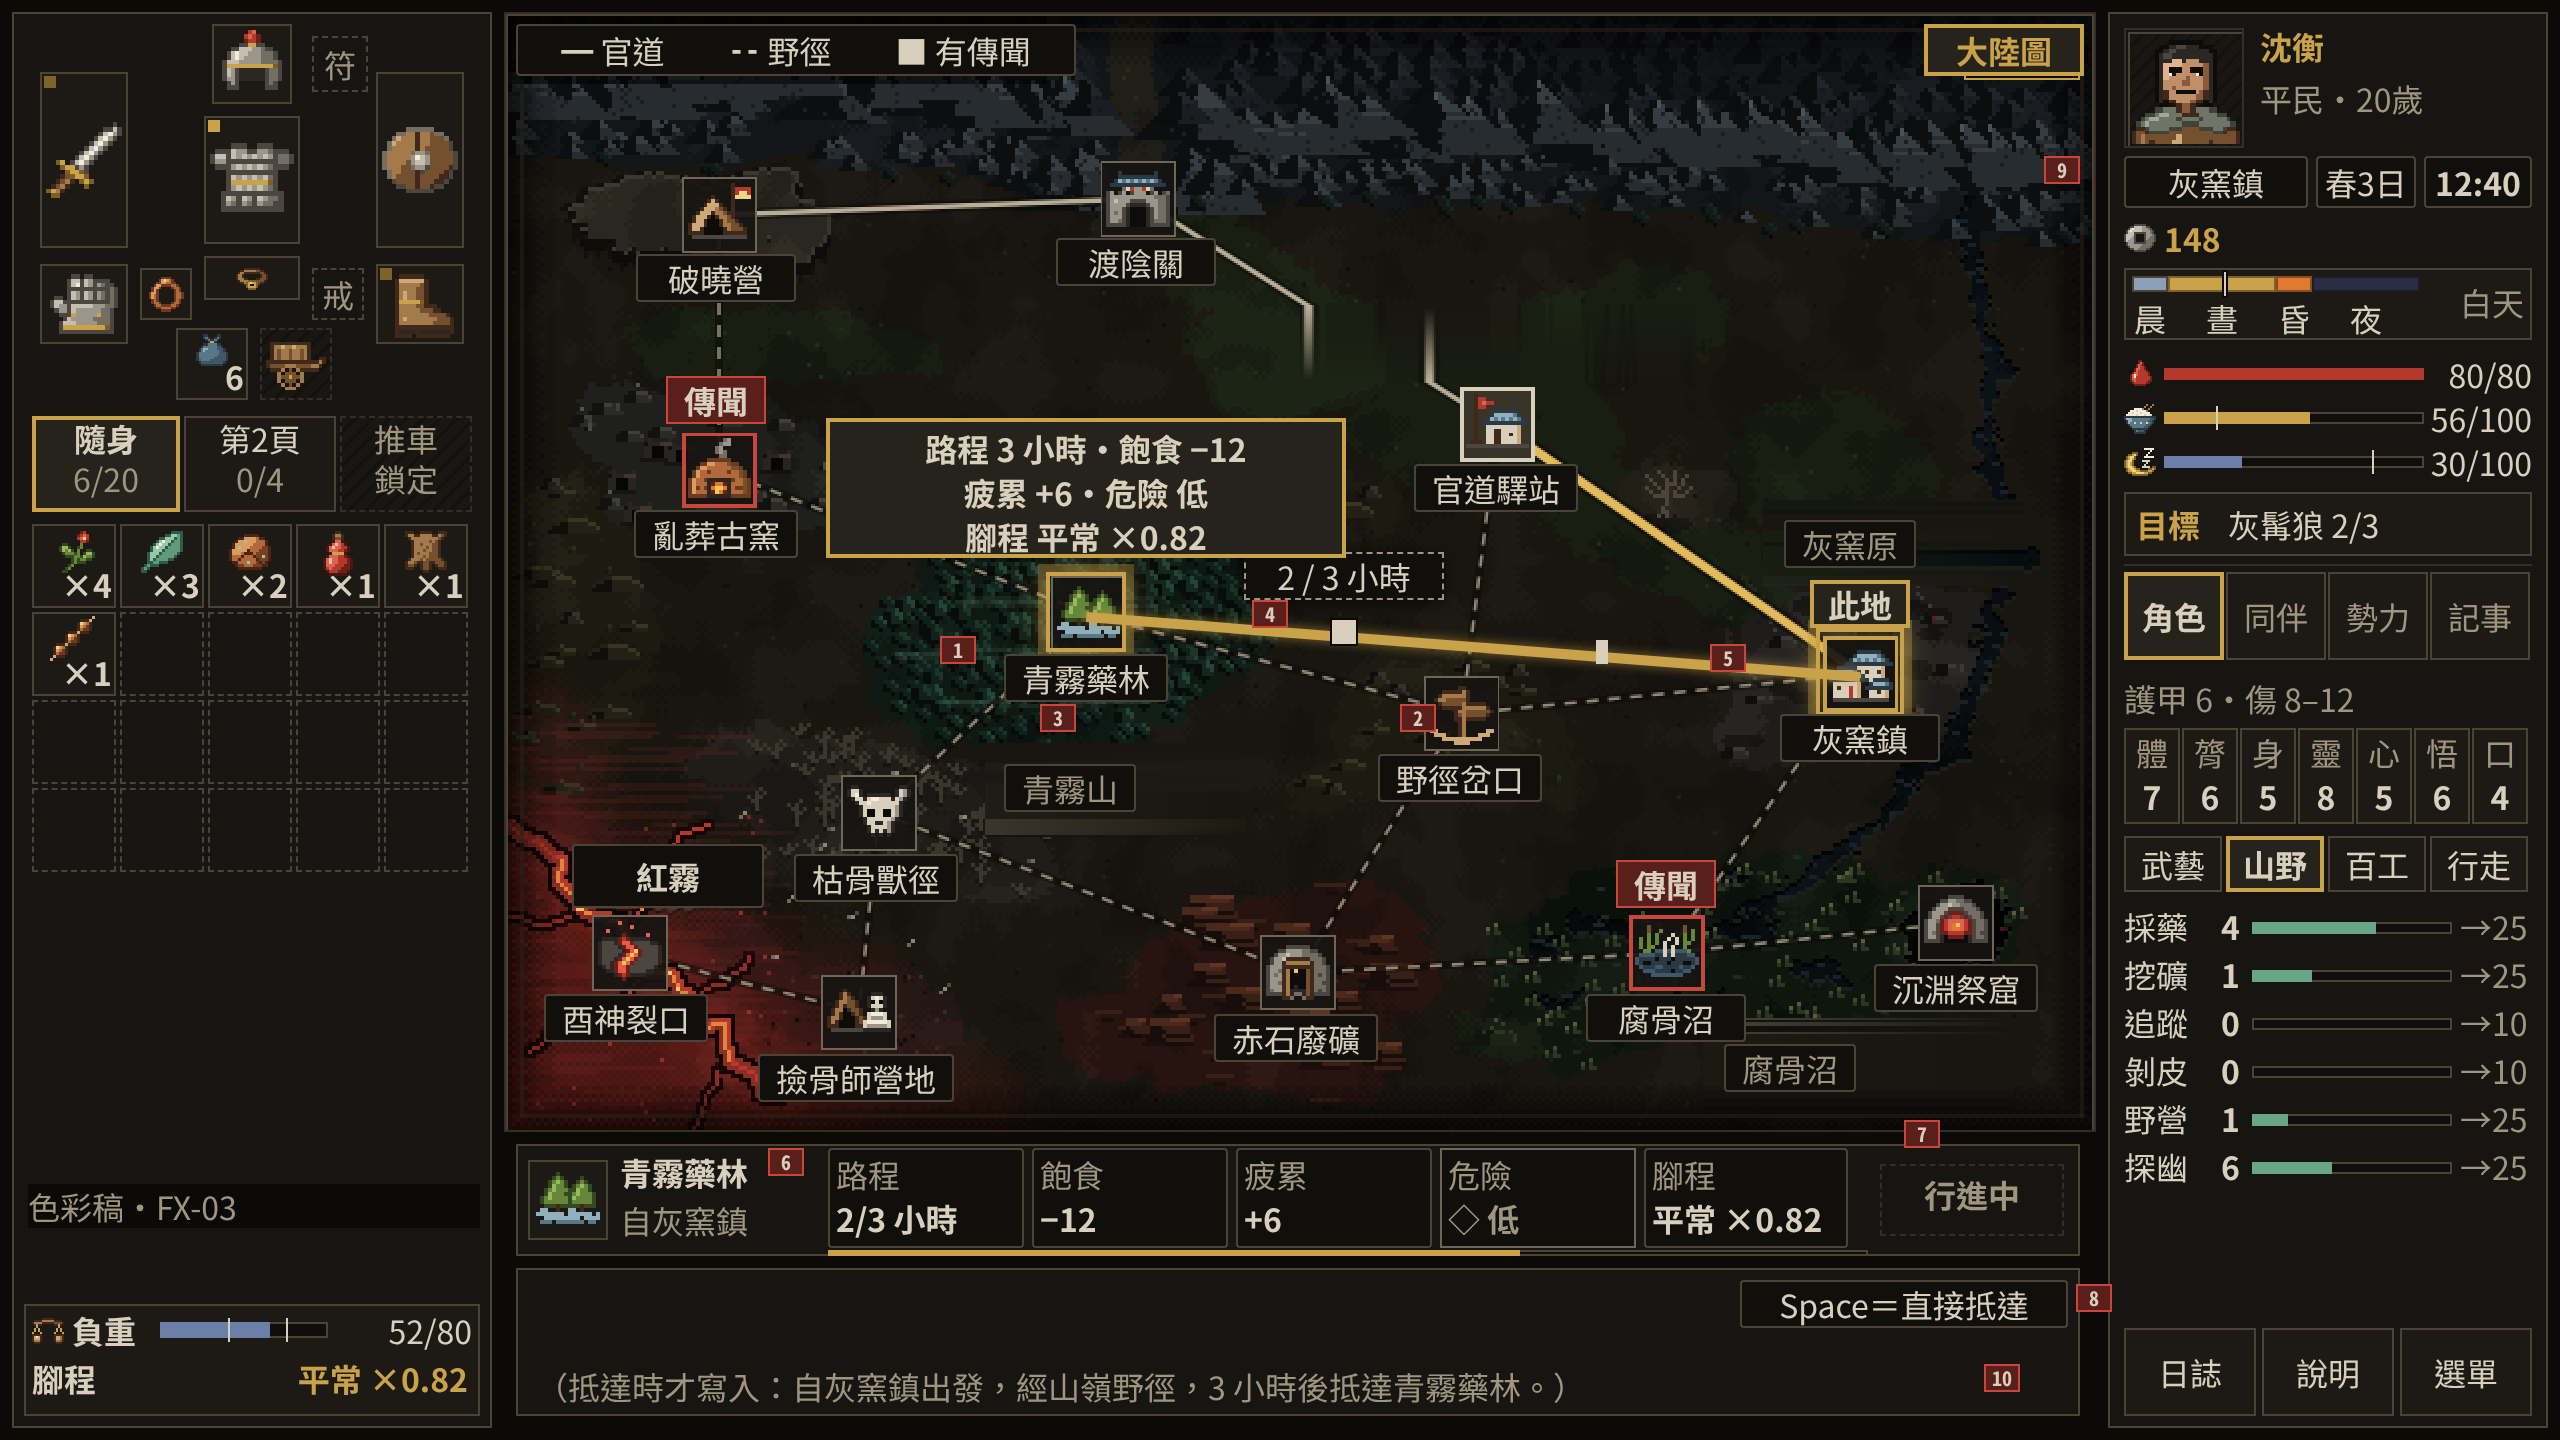 符
戒
6
隨身
6/20
第2頁
0/4
推車
鎖定
×4
×3
×2
×1
×1
×1
色彩稿・FX-03
負重
52/80
腳程
平常 ×0.82
官道
野徑
有傳聞
大陸圖
9
破曉營
渡陰關
傳聞
亂葬古窯
路程 3 小時・飽食 −12
疲累 +6・危險 低
腳程 平常 ×0.82
官道驛站
灰窯原
2 / 3 小時
此地
4
1
5
青霧藥林
3
2
灰窯鎮
野徑岔口
青霧山
紅霧
枯骨獸徑
傳聞
酉神裂口
撿骨師營地
赤石廢礦
腐骨沼
沉淵祭窟
腐骨沼
7
青霧藥林
6
自灰窯鎮
路程
2/3 小時
飽食
−12
疲累
+6
危險
◇ 低
腳程
平常 ×0.82
行進中
Space＝直接抵達
8
（抵達時才寫入：自灰窯鎮出發，經山嶺野徑，3 小時後抵達青霧藥林。）
10
沈衡
平民・20歲
灰窯鎮
春3日
12:40
148
晨 晝 昏 夜
白天
80/80
56/100
30/100
目標 灰鬃狼 2/3
角色
同伴
勢力
記事
護甲 6・傷 8–12
體 膂 身 靈 心 悟 口
7 6 5 8 5 6 4
武藝
山野
百工
行走
採藥 4 →25
挖礦 1 →25
追蹤 0 →10
剝皮 0 →10
野營 1 →25
探幽 6 →25
日誌
說明
選單